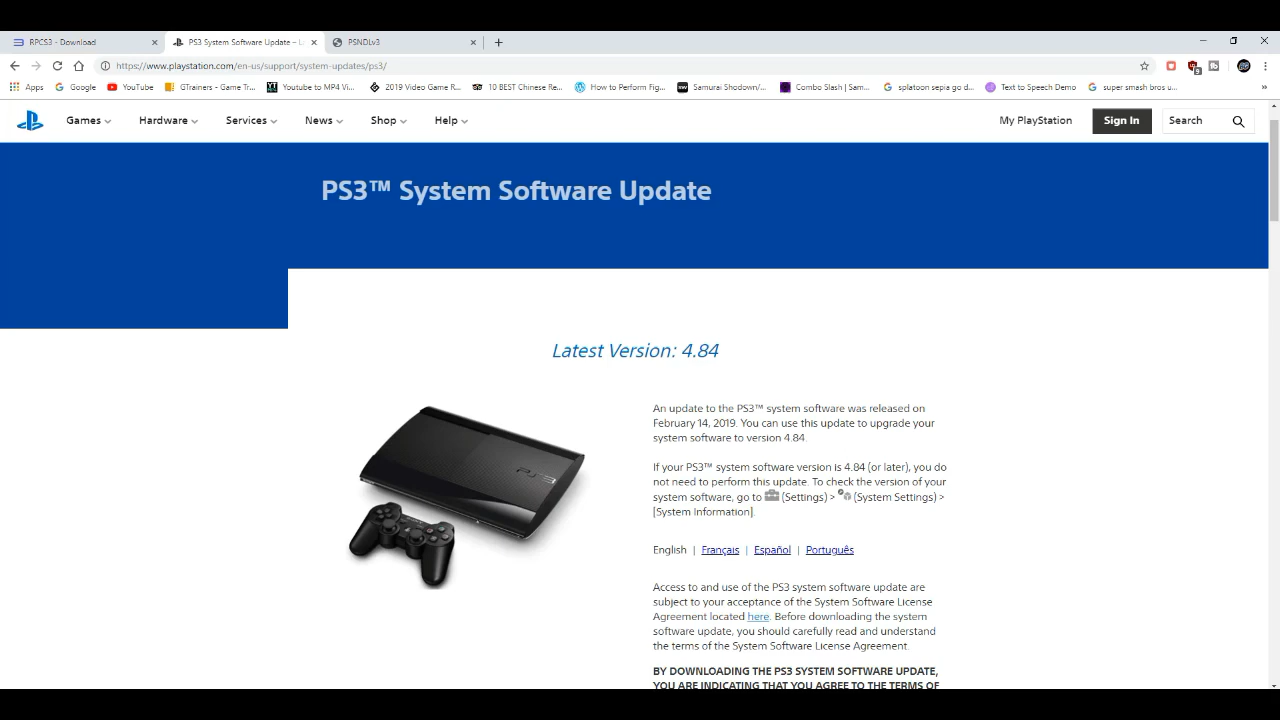 RPCS3 - Download
PS3 System Software Update – L
PSNDLv3
https://www.playstation.com/en-us/support/system-updates/ps3/
Apps
Google
YouTube
GTrainers - Game Tr...
Youtube to MP4 Vi...
2019 Video Game R...
10 BEST Chinese Re...
How to Perform Fig...
Samurai Shodown/...
Combo Slash | Sam...
splatoon sepia go d...
Text to Speech Demo
super smash bros u...
Games
Hardware
Services
News
Shop
Help
My PlayStation
Sign In
Search
PS3™ System Software Update
Latest Version: 4.84
An update to the PS3™ system software was released on
February 14, 2019. You can use this update to upgrade your
system software to version 4.84
If your PS3™ system software version is 4.84 (or later), you do
not need to perform this update. To check the version of your
system software, go to (Settings) > (System Settings) >
[System Information].
English | Français | Español | Português
Access to and use of the PS3 system software update are
subject to your acceptance of the System Software License
Agreement located here. Before downloading the system
software update, you should carefully read and understand
the terms of the System Software License Agreement.
BY DOWNLOADING THE PS3 SYSTEM SOFTWARE UPDATE,
YOU ARE INDICATING THAT YOU AGREE TO THE TERMS OF